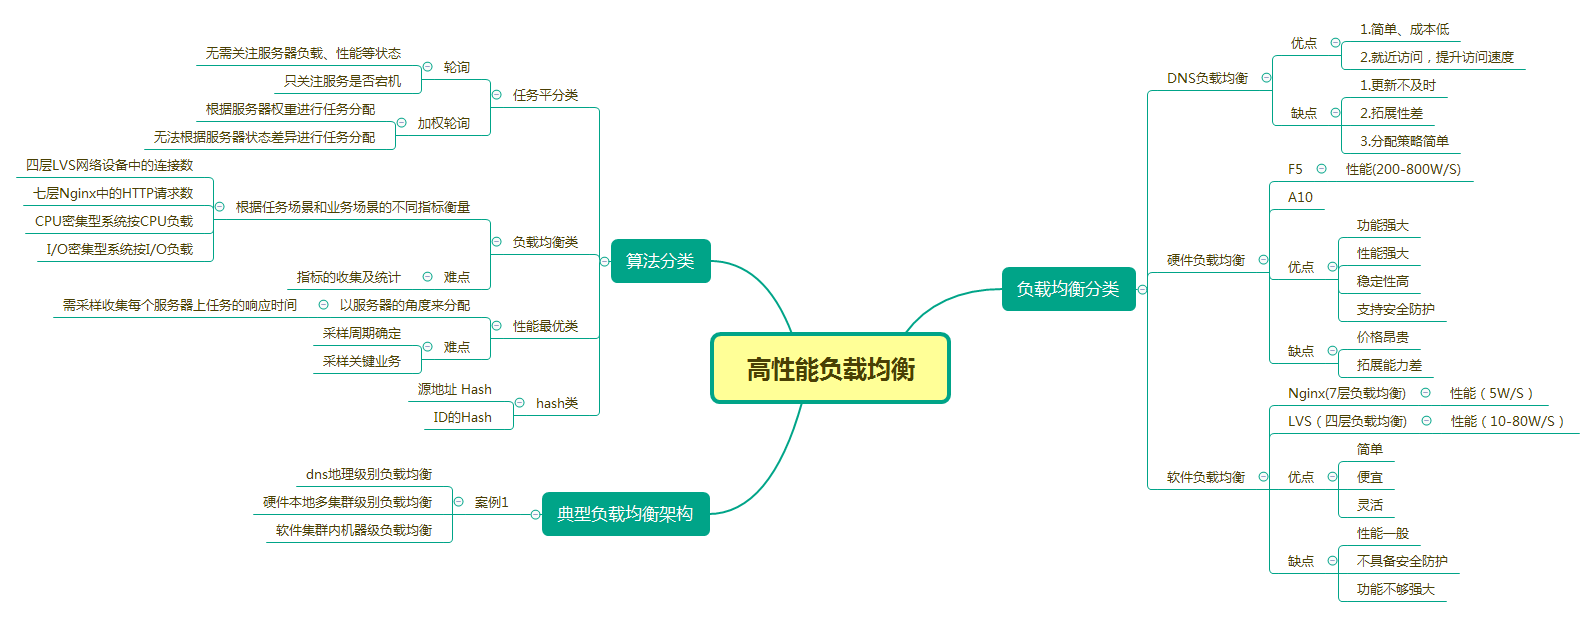 高性能负载均衡
算法分类
任务平分类
轮询
无需关注服务器负载、性能等状态
只关注服务是否宕机
加权轮询
根据服务器权重进行任务分配
无法根据服务器状态差异进行任务分配
负载均衡类
根据任务场景和业务场景的不同指标衡量
四层LVS网络设备中的连接数
七层Nginx中的HTTP请求数
CPU密集型系统按CPU负载
I/O密集型系统按I/O负载
难点
指标的收集及统计
性能最优类
以服务器的角度来分配
需采样收集每个服务器上任务的响应时间
难点
采样周期确定
采样关键业务
hash类
源地址 Hash
ID的Hash
典型负载均衡架构
案例1
dns地理级别负载均衡
硬件本地多集群级别负载均衡
软件集群内机器级负载均衡
负载均衡分类
DNS负载均衡
优点
1.简单、成本低
2.就近访问，提升访问速度
缺点
1.更新不及时
2.拓展性差
3.分配策略简单
硬件负载均衡
F5
性能(200-800W/S)
A10
优点
功能强大
性能强大
稳定性高
支持安全防护
缺点
价格昂贵
拓展能力差
软件负载均衡
Nginx(7层负载均衡)
性能（5W/S）
LVS（四层负载均衡)
性能（10-80W/S）
优点
简单
便宜
灵活
缺点
性能一般
不具备安全防护
功能不够强大